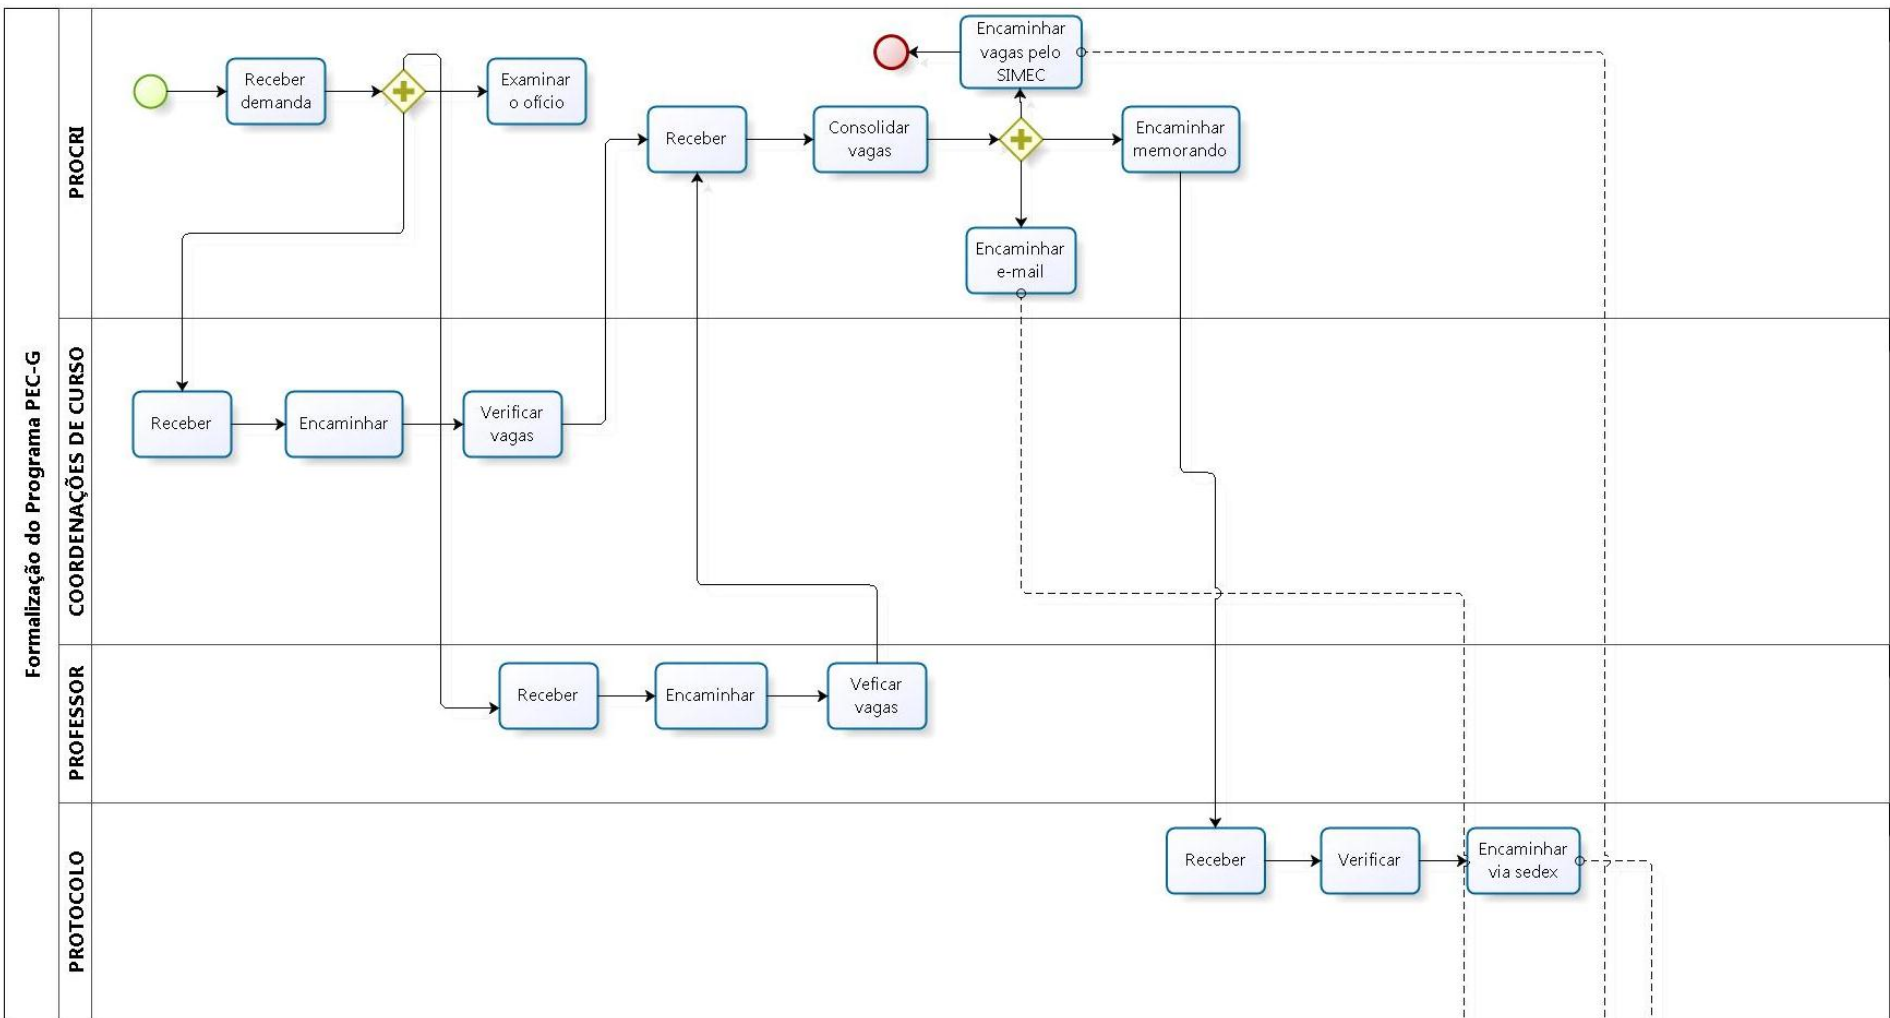 Formalização do Programa PEC-G
PROCRI
Receber
demanda
Examinar
o ofício
Receber
Consolidar
vagas
Encaminhar
vagas pelo
SIMEC
Encaminhar
memorando
Encaminhar
e-mail
COORDENAÇÕES DE CURSO
Receber
Encaminhar
Verificar
vagas
PROFESSOR
Receber
Encaminhar
Veficar
vagas
PROTOCOLO
Receber
Verificar
Encaminhar
via sedex